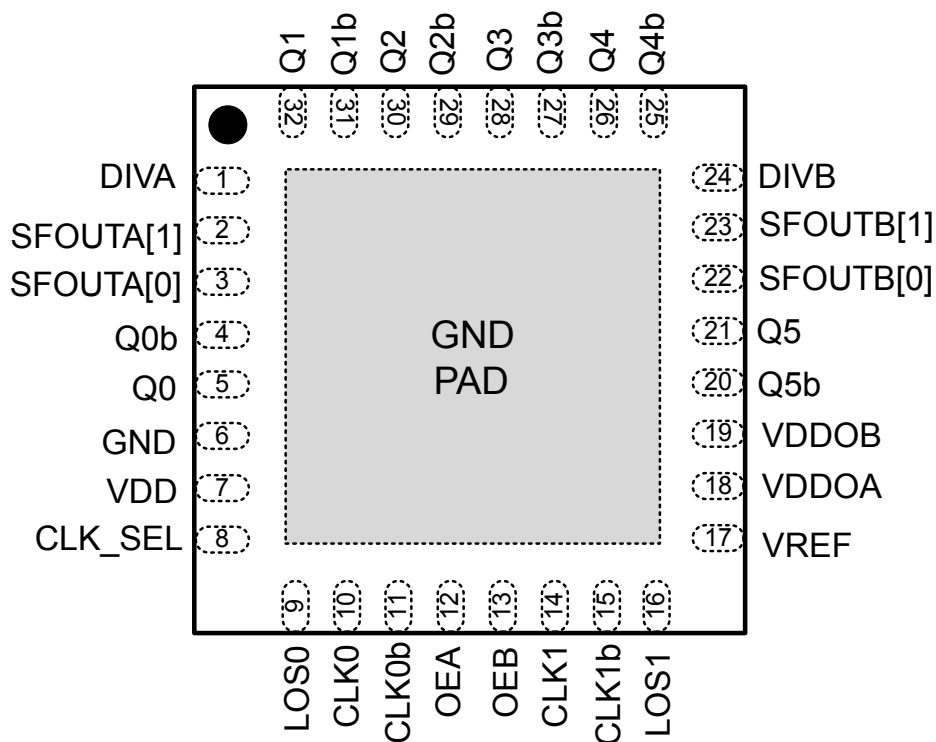 Q1
Q1b
Q2
Q2b
Q3
Q3b
Q4
Q4b
32
31
30
29
28
27
26
25
DIVA 1
SFOUTA[1] 2
SFOUTA[0] 3
Q0b 4
Q0 5
GND 6
VDD 7
CLK_SEL 8
GND
PAD
24 DIVB
23 SFOUTB[1]
22 SFOUTB[0]
21 Q5
20 Q5b
19 VDDOB
18 VDDOA
17 VREF
9
10
11
12
13
14
15
16
LOS0
CLK0
CLK0b
OEA
OEB
CLK1
CLK1b
LOS1